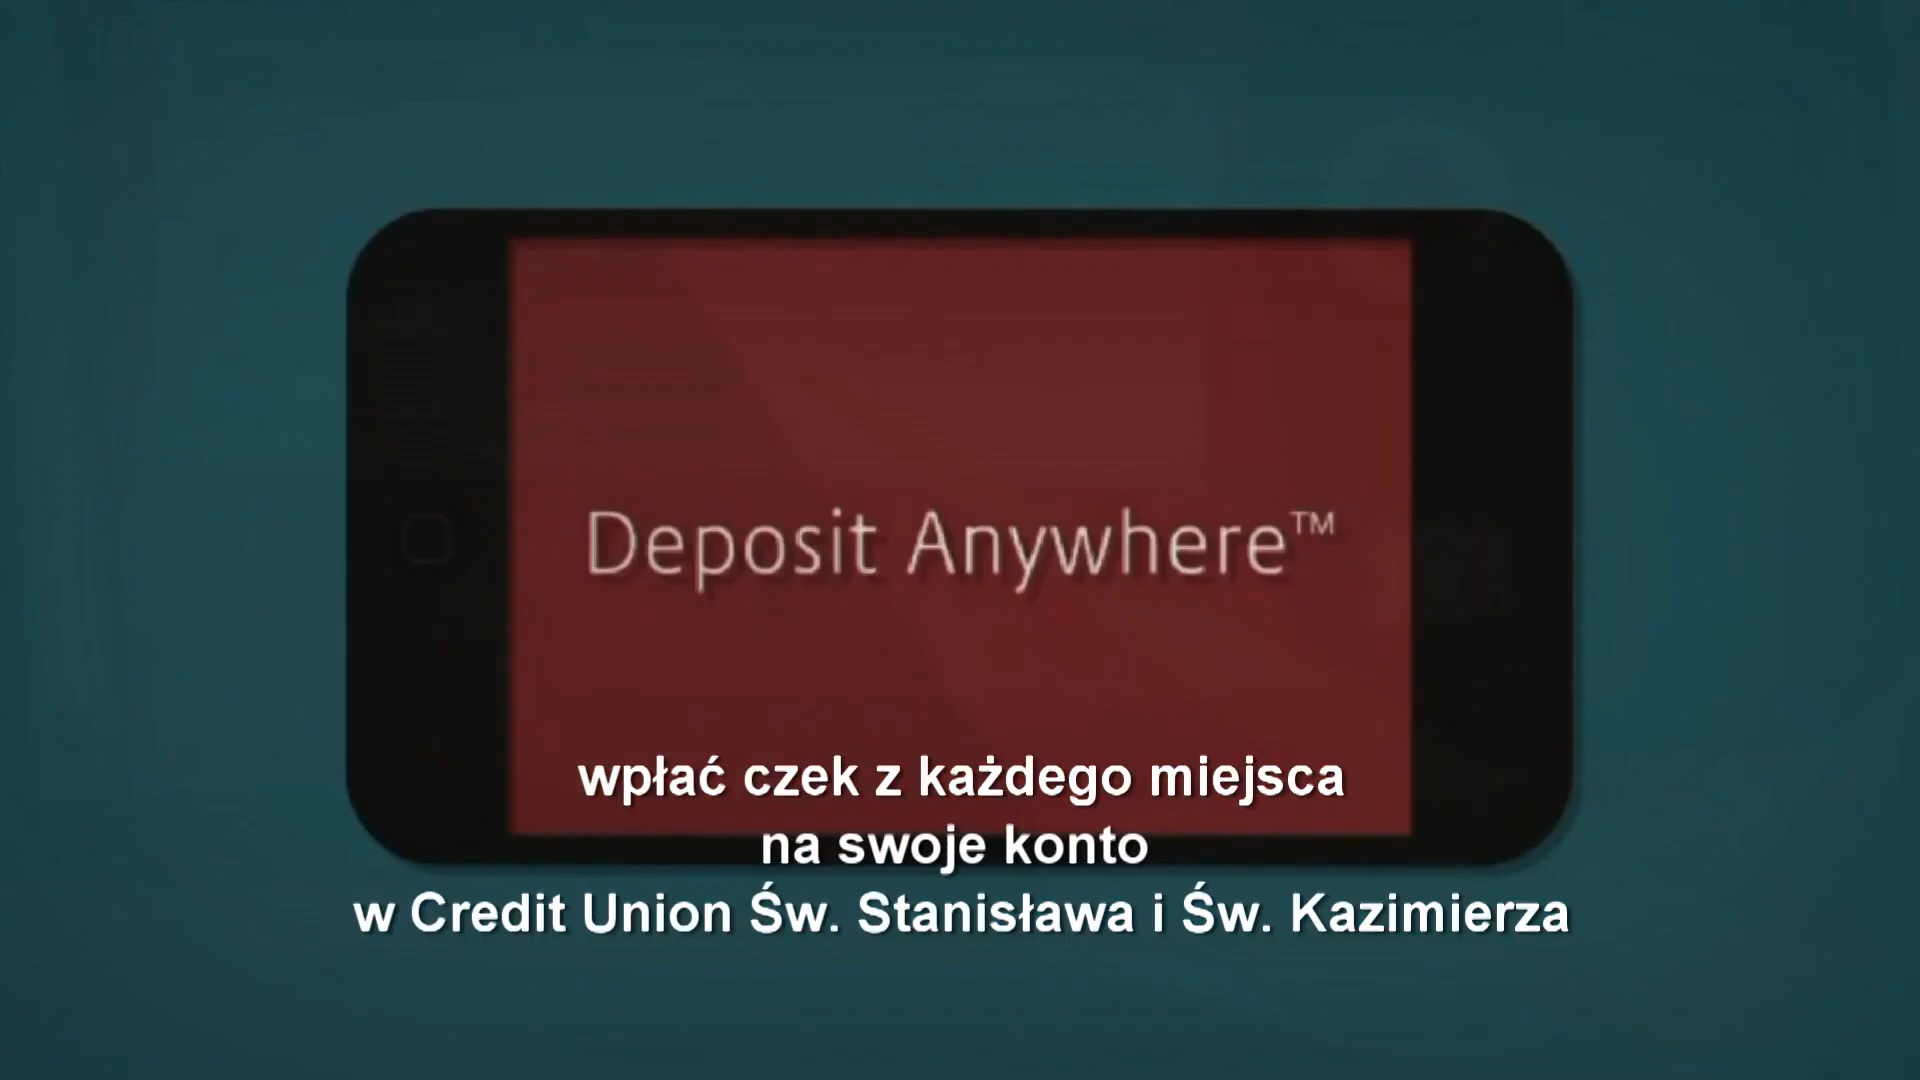 Deposit Anywhere™
wpłać czek z każdego miejsca
na swoje konto
w Credit Union Św. Stanisława i Św. Kazimierza